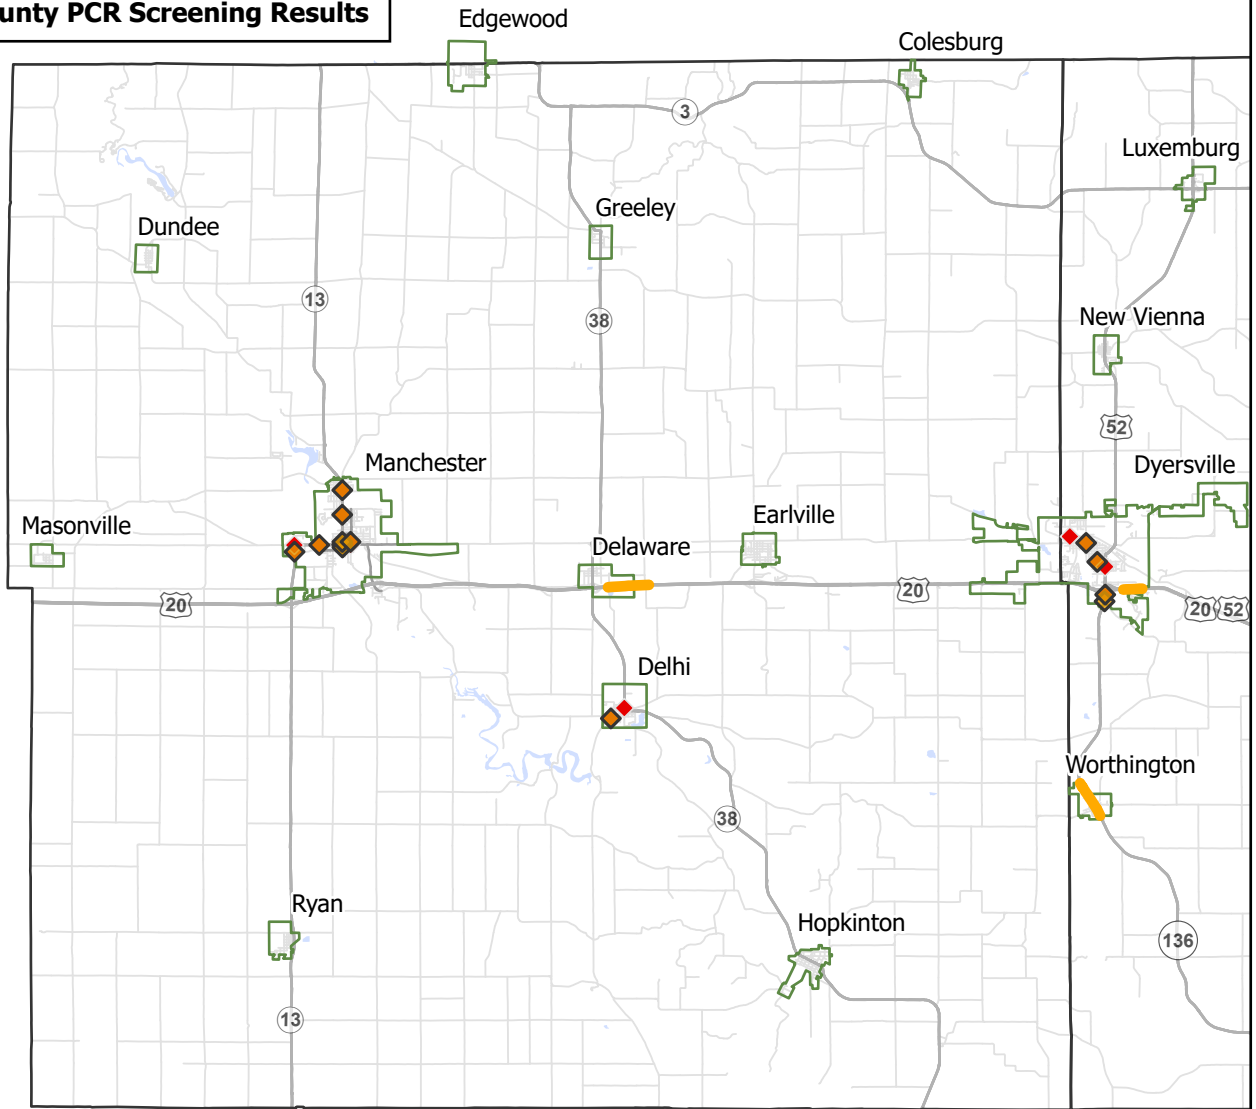 unty PCR Screening Results
Edgewood
Colesburg
3
Luxemburg
Greeley
Dundee
13
38
New Vienna
52
Manchester
Dyersville
Masonville
Earlville
Delaware
20
20
20 52
Delhi
Worthington
38
Ryan
Hopkinton
136
13